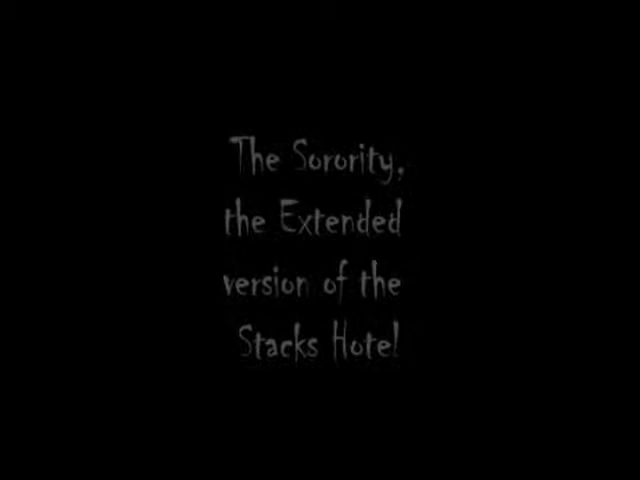 The Sorority,
the Extended
version of the
Stacks Hotel